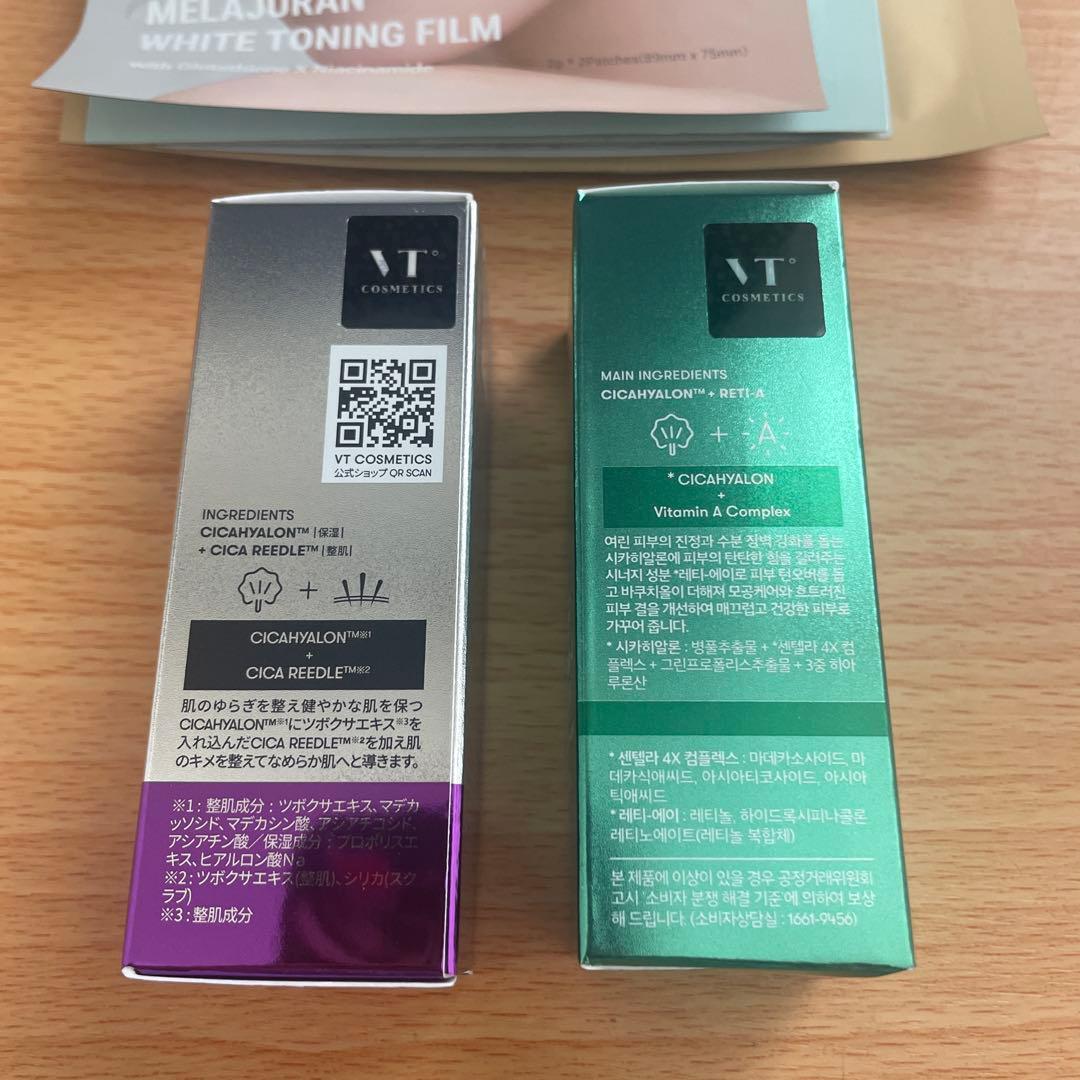 MELAJURAN
WHITE TONING FILM
with Glutathione X Niacinamide
2g * 2Patches(89mm x 75mm)
VT°
COSMETICS
VT COSMETICS
公式ショップ QR SCAN
INGREDIENTS
CICAHYALON™ |保湿|
+ CICA REEDLE™ |整肌|
+
CICAHYALON™※1
+
CICA REEDLE™※2
肌のゆらぎを整え健やかな肌を保つ
CICAHYALON™※1にツボクサエキス※3を
入れ込んだCICA REEDLE™※2を加え肌
のキメを整えてなめらか肌へと導きます。
※1 : 整肌成分 : ツボクサエキス、マデカ
ッソシド、マデカシン酸、アシアチコシド、
アシアチン酸／保湿成分 : プロポリスエ
キス、ヒアルロン酸Na
※2 : ツボクサエキス(整肌)、シリカ(スク
ラブ)
※3 : 整肌成分
VT°
COSMETICS
MAIN INGREDIENTS
CICAHYALON™ + RETI-A
+ A
* CICAHYALON
+
Vitamin A Complex
여린 피부의 진정과 수분 장벽 강화를 돕는
시카히알론에 피부의 탄탄한 힘을 길러주는
시너지 성분 *레티-에이로 피부 턴오버를 돕
고 바쿠치올이 더해져 모공케어와 흐트러진
피부 결을 개선하여 매끄럽고 건강한 피부로
가꾸어 줍니다.
* 시카히알론 : 병풀추출물 + *센텔라 4X 컴
플렉스 + 그린프로폴리스추출물 + 3중 히아
루론산
* 센텔라 4X 컴플렉스 : 마데카소사이드, 마
데카식애씨드, 아시아티코사이드, 아시아
틱애씨드
* 레티-에이 : 레티놀, 하이드록시피나콜론
레티노에이트(레티놀 복합체)
본 제품에 이상이 있을 경우 공정거래위원회
고시 '소비자 분쟁 해결 기준'에 의하여 보상
해 드립니다. (소비자상담실 : 1661-9456)